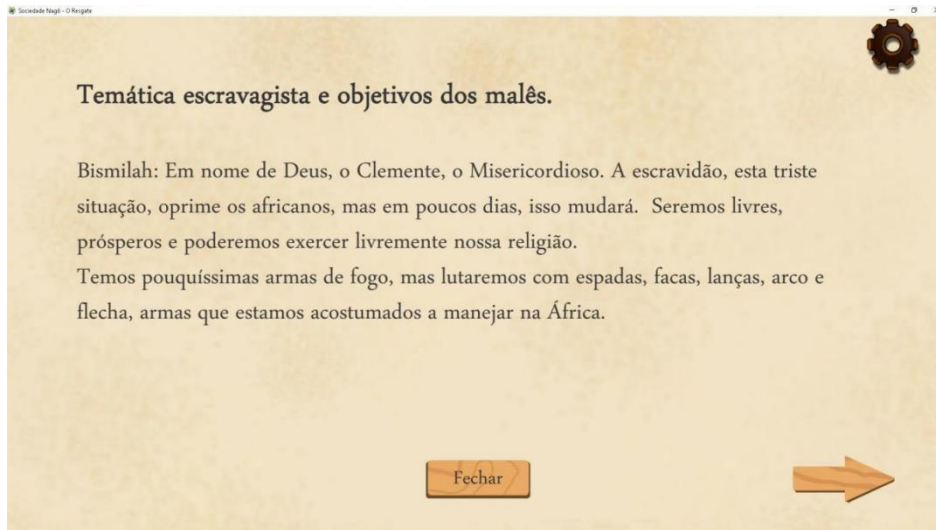 Sociedade Nagô - O Resgate
Temática escravagista e objetivos dos malês.
Bismilah: Em nome de Deus, o Clemente, o Misericordioso. A escravidão, esta triste
situação, oprime os africanos, mas em poucos dias, isso mudará. Seremos livres,
prósperos e poderemos exercer livremente nossa religião.
Temos pouquíssimas armas de fogo, mas lutaremos com espadas, facas, lanças, arco e
flecha, armas que estamos acostumados a manejar na África.
Fechar